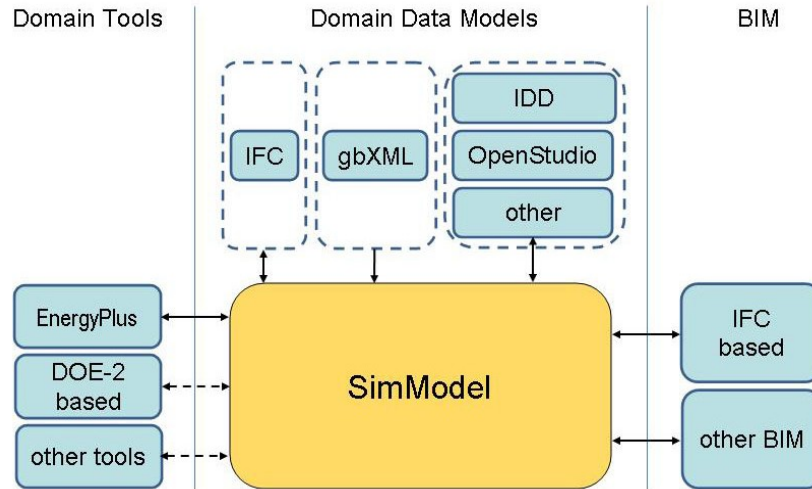 Domain Tools
Domain Data Models
BIM
IFC
gbXML
IDD
OpenStudio
other
EnergyPlus
DOE-2
based
other tools
SimModel
IFC
based
other BIM